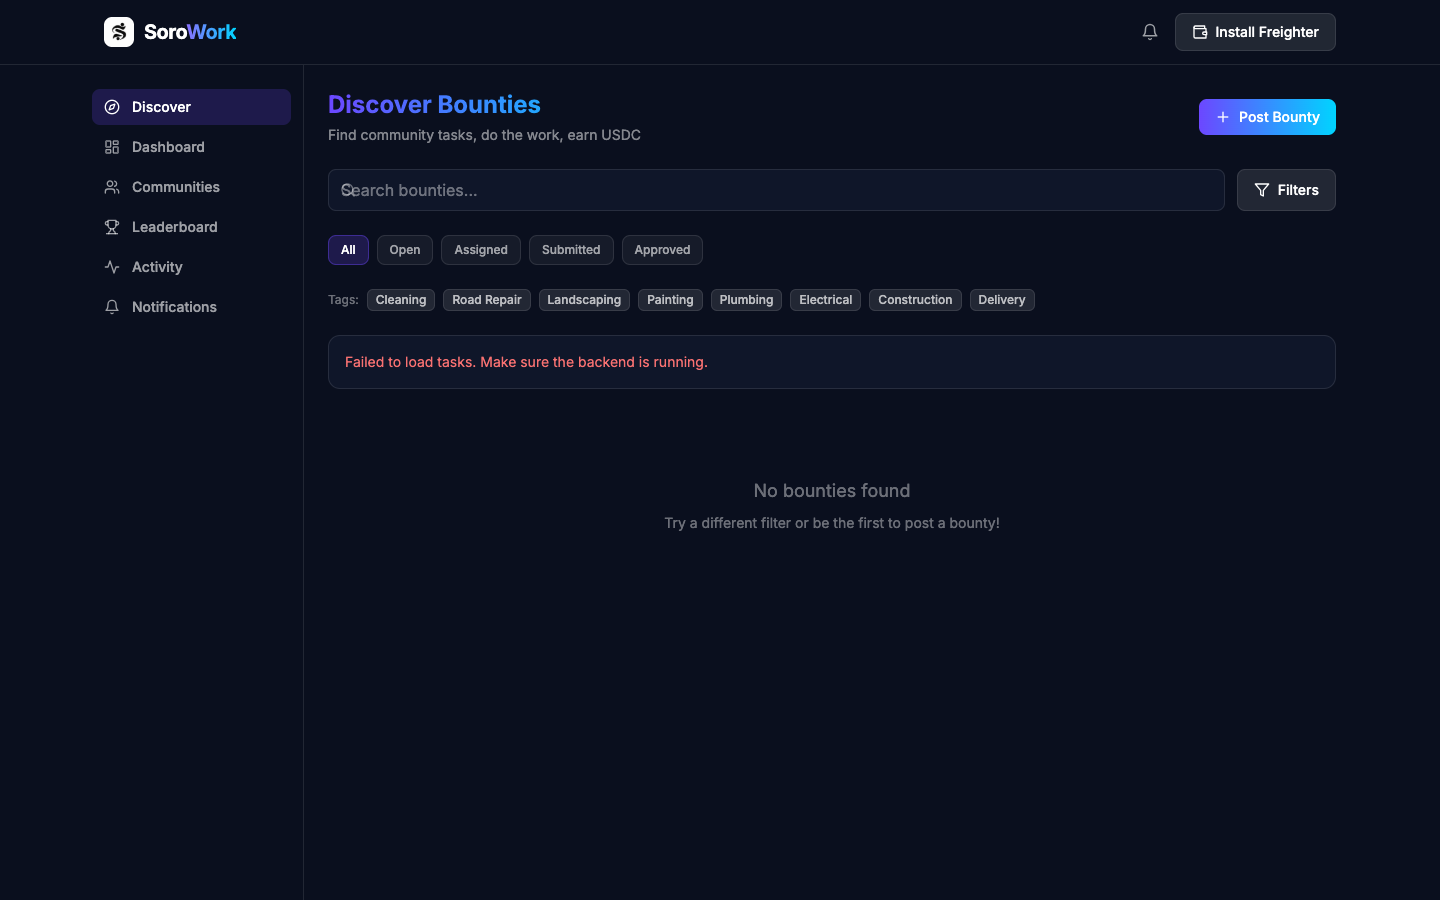 SoroWork
Install Freighter
Discover
Dashboard
Communities
Leaderboard
Activity
Notifications
Discover Bounties
Find community tasks, do the work, earn USDC
Post Bounty
Search bounties...
Filters
All Open Assigned Submitted Approved
Tags: Cleaning Road Repair Landscaping Painting Plumbing Electrical Construction Delivery
Failed to load tasks. Make sure the backend is running.
No bounties found
Try a different filter or be the first to post a bounty!